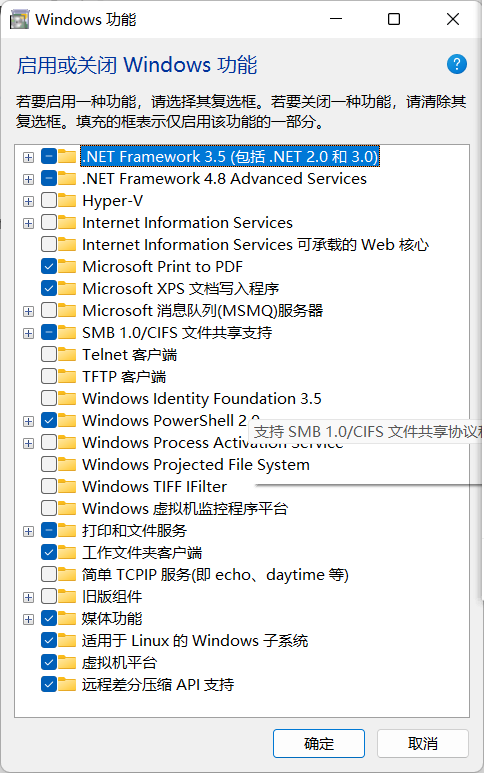 Windows 功能
启用或关闭 Windows 功能
若要启用一种功能，请选择其复选框。若要关闭一种功能，请清除其
复选框。填充的框表示仅启用该功能的一部分。
.NET Framework 3.5 (包括 .NET 2.0 和 3.0)
.NET Framework 4.8 Advanced Services
Hyper-V
Internet Information Services
Internet Information Services 可承载的 Web 核心
Microsoft Print to PDF
Microsoft XPS 文档写入程序
Microsoft 消息队列(MSMQ)服务器
SMB 1.0/CIFS 文件共享支持
Telnet 客户端
TFTP 客户端
Windows Identity Foundation 3.5
Windows PowerShell 2.0
支持 SMB 1.0/CIFS 文件共享协议
Windows Process Activation Service
Windows Projected File System
Windows TIFF IFilter
Windows 虚拟机监控程序平台
打印和文件服务
工作文件夹客户端
简单 TCPIP 服务(即 echo、daytime 等)
旧版组件
媒体功能
适用于 Linux 的 Windows 子系统
虚拟机平台
远程差分压缩 API 支持
确定
取消